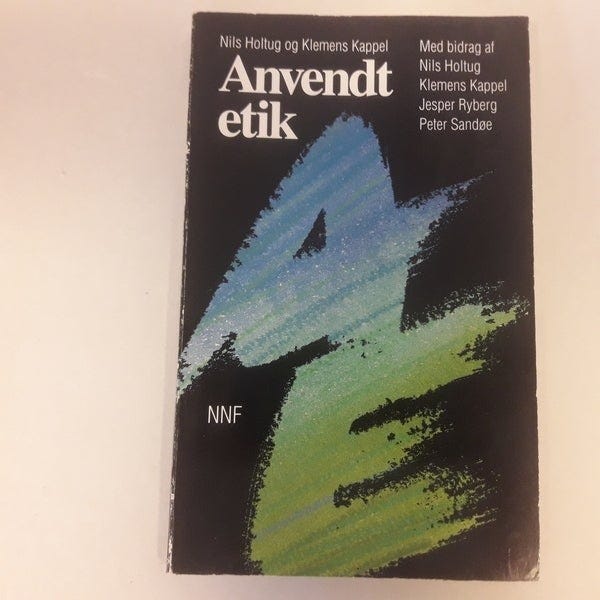 Nils Holtug og Klemens Kappel
Anvendt
etik
Med bidrag af
Nils Holtug
Klemens Kappel
Jesper Ryberg
Peter Sandøe
AE
NNF